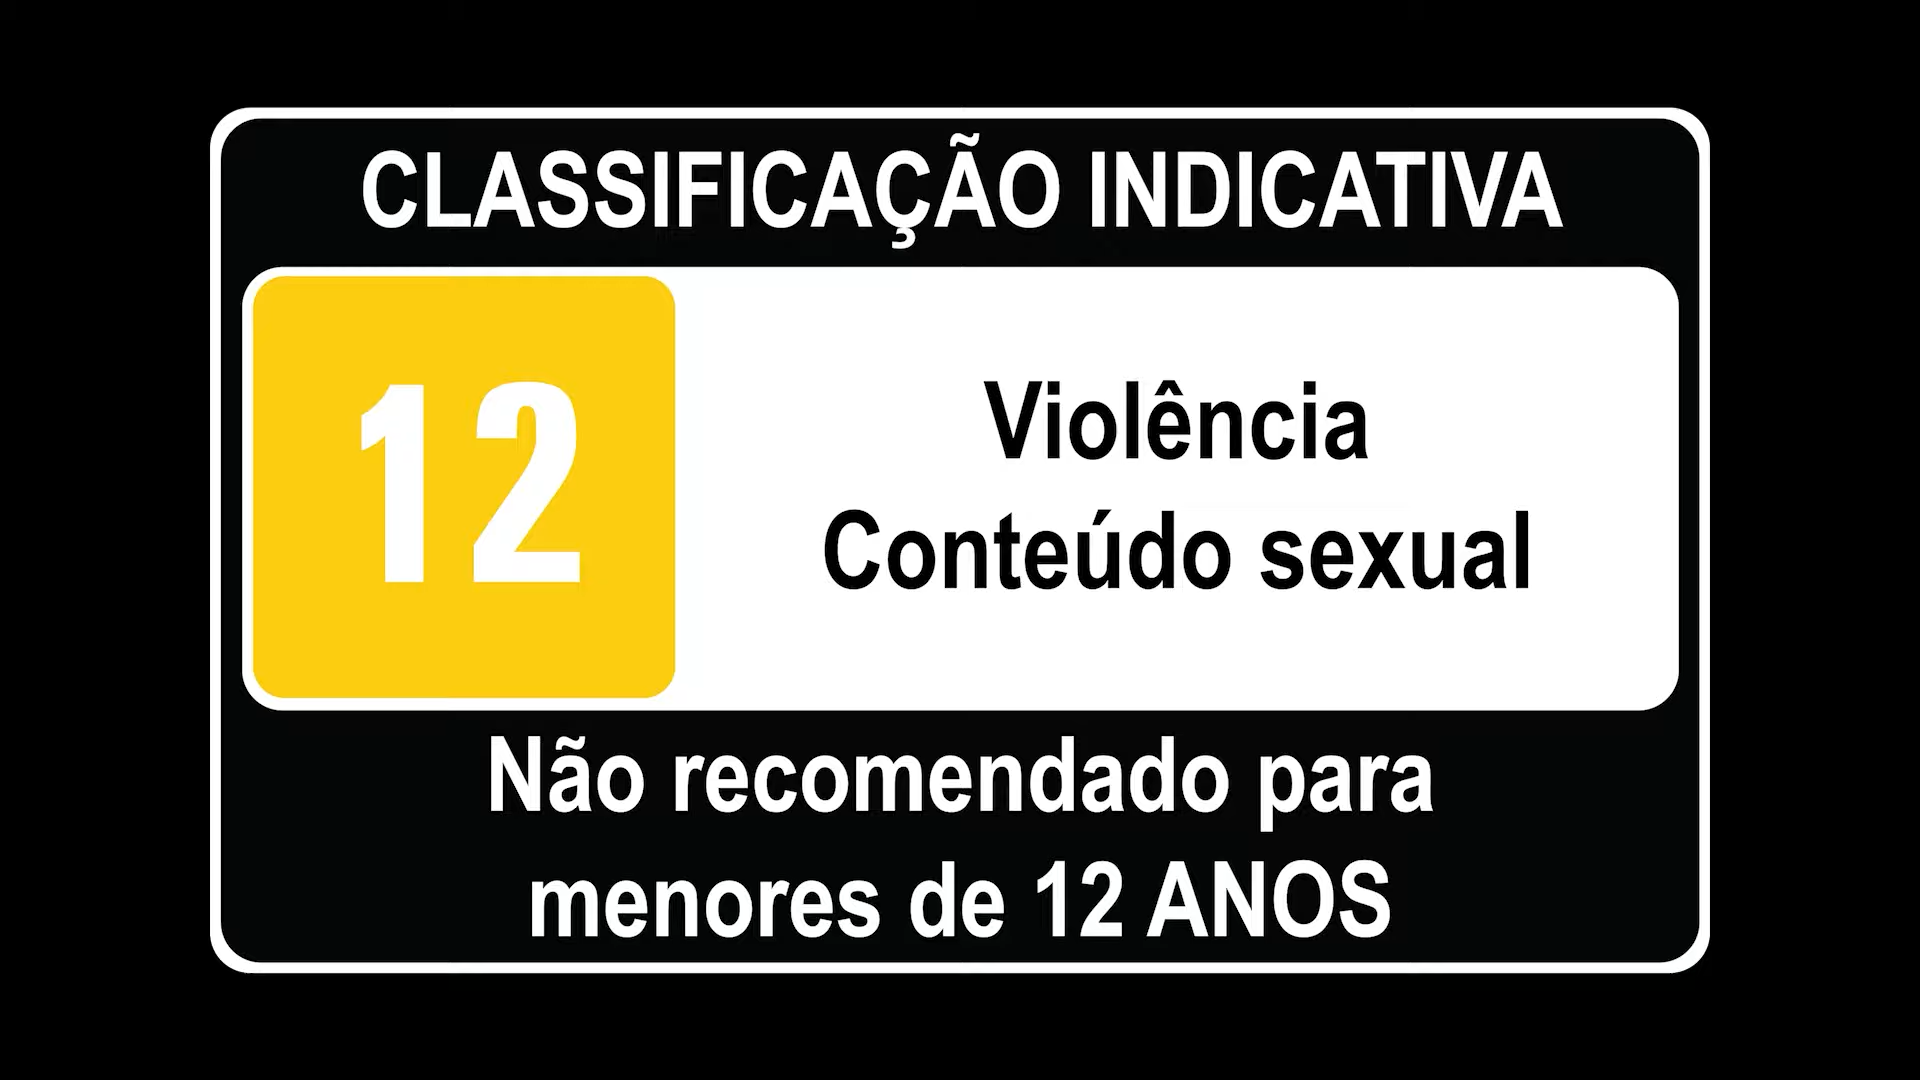 CLASSIFICAÇÃO INDICATIVA
12
Violência
Conteúdo sexual
Não recomendado para
menores de 12 ANOS